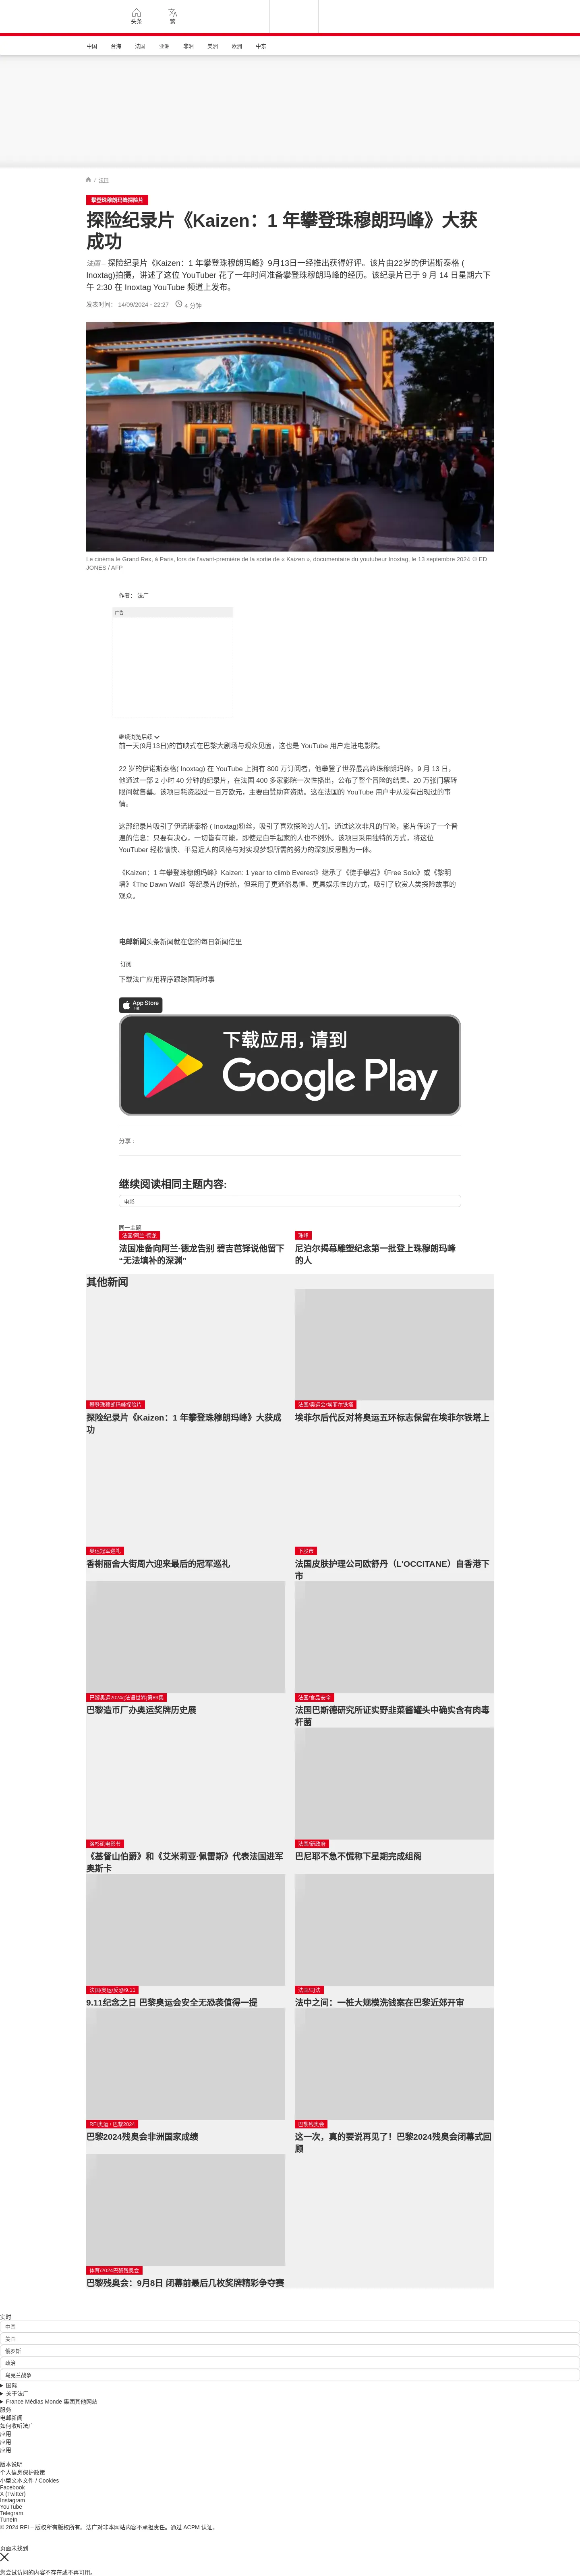 头条
繁
中国
台海
法国
亚洲
非洲
美洲
欧洲
中东
/ 法国
攀登珠穆朗玛峰探险片
探险纪录片《Kaizen：1 年攀登珠穆朗玛峰》大获
成功
法国 – 探险纪录片《Kaizen：1 年攀登珠穆朗玛峰》9月13日一经推出获得好评。该片由22岁的伊诺斯泰格 (
Inoxtag)拍摄，讲述了这位 YouTuber 花了一年时间准备攀登珠穆朗玛峰的经历。该纪录片已于 9 月 14 日星期六下
午 2:30 在 Inoxtag YouTube 频道上发布。
发表时间： 14/09/2024 - 22:27
4 分钟
LE GRAND REX
REX
Le cinéma le Grand Rex, à Paris, lors de l'avant-première de la sortie de « Kaizen », documentaire du youtubeur Inoxtag, le 13 septembre 2024. © ED
JONES / AFP
作者： 法广
广告
继续浏览后续
前一天(9月13日)的首映式在巴黎大剧场与观众见面，这也是 YouTube 用户走进电影院。
22 岁的伊诺斯泰格( Inoxtag) 在 YouTube 上拥有 800 万订阅者，他攀登了世界最高峰珠穆朗玛峰。9 月 13 日，
他通过一部 2 小时 40 分钟的纪录片，在法国 400 多家影院一次性播出，公布了整个冒险的结果。20 万张门票转
眼间就售罄。该项目耗资超过一百万欧元，主要由赞助商资助。这在法国的 YouTube 用户中从没有出现过的事
情。
这部纪录片吸引了伊诺斯泰格 ( Inoxtag)粉丝，吸引了喜欢探险的人们。通过这次非凡的冒险，影片传递了一个普
遍的信息：只要有决心，一切皆有可能，即使是白手起家的人也不例外。该项目采用独特的方式，将这位
YouTuber 轻松愉快、平易近人的风格与对实现梦想所需的努力的深刻反思融为一体。
《Kaizen：1 年攀登珠穆朗玛峰》Kaizen: 1 year to climb Everest》继承了《徒手攀岩》《Free Solo》或《黎明
墙》《The Dawn Wall》等纪录片的传统，但采用了更通俗易懂、更具娱乐性的方式，吸引了欣赏人类探险故事的
观众。
电邮新闻头条新闻就在您的每日新闻信里
订阅
下载法广应用程序跟踪国际时事
App Store
下载
下载应用，请到
Google Play
分享 :
继续阅读相同主题内容:
电影
同一主题
法国/阿兰·德龙
法国准备向阿兰·德龙告别 碧吉芭铎说他留下
“无法填补的深渊”
珠峰
尼泊尔揭幕雕塑纪念第一批登上珠穆朗玛峰
的人
其他新闻
攀登珠穆朗玛峰探险片
探险纪录片《Kaizen：1 年攀登珠穆朗玛峰》大获成
功
法国/奥运会/埃菲尔铁塔
埃菲尔后代反对将奥运五环标志保留在埃菲尔铁塔上
奥运冠军巡礼
香榭丽舍大街周六迎来最后的冠军巡礼
下股市
法国皮肤护理公司欧舒丹（L'OCCITANE）自香港下
市
巴黎奥运2024/[法语世界]第69集
巴黎造币厂办奥运奖牌历史展
法国/食品安全
法国巴斯德研究所证实野韭菜酱罐头中确实含有肉毒
杆菌
洛杉矶电影节
《基督山伯爵》和《艾米莉亚·佩雷斯》代表法国进军
奥斯卡
法国/新政府
巴尼耶不急不慌称下星期完成组阁
法国/奥运/反恐/9.11
9.11纪念之日 巴黎奥运会安全无恐袭值得一提
法国/司法
法中之间：一桩大规模洗钱案在巴黎近郊开审
RFI奥运 / 巴黎2024
巴黎2024残奥会非洲国家成绩
巴黎残奥会
这一次，真的要说再见了！巴黎2024残奥会闭幕式回
顾
体育/2024巴黎残奥会
巴黎残奥会：9月8日 闭幕前最后几枚奖牌精彩争夺赛
实时
中国
美国
俄罗斯
政治
乌克兰战争
国际
关于法广
France Médias Monde 集团其他网站
服务
电邮新闻
如何收听法广
应用
应用
应用
版本说明
个人信息保护政策
小型文本文件 / Cookies
Facebook
X (Twitter)
Instagram
YouTube
Telegram
TuneIn
© 2024 RFI – 版权所有版权所有。法广对非本网站内容不承担责任。通过 ACPM 认证。
页面未找到
您尝试访问的内容不存在或不再可用。